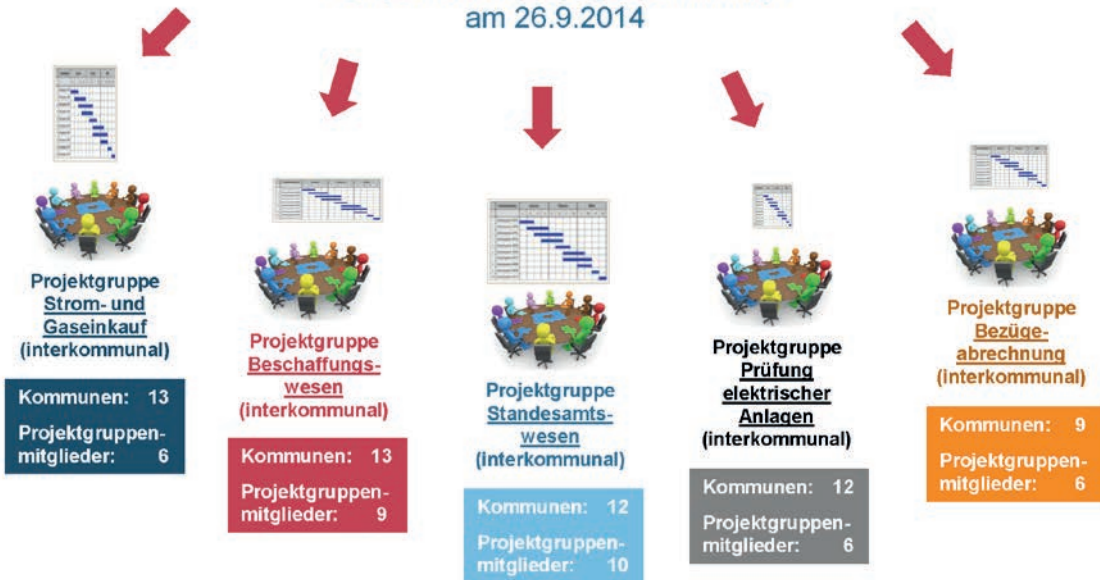 am 26.9.2014
Projektgruppe
Strom- und
Gaseinkauf
(interkommunal)
Kommunen: 13
Projektgruppen-
mitglieder: 6
Projektgruppe
Beschaffungs-
wesen
(interkommunal)
Kommunen: 13
Projektgruppen-
mitglieder: 9
Projektgruppe
Standesamts-
wesen
(interkommunal)
Kommunen: 12
Projektgruppen-
mitglieder: 10
Projektgruppe
Prüfung
elektrischer
Anlagen
(interkommunal)
Kommunen: 12
Projektgruppen-
mitglieder: 6
Projektgruppe
Bezüge-
abrechnung
(interkommunal)
Kommunen: 9
Projektgruppen-
mitglieder: 6